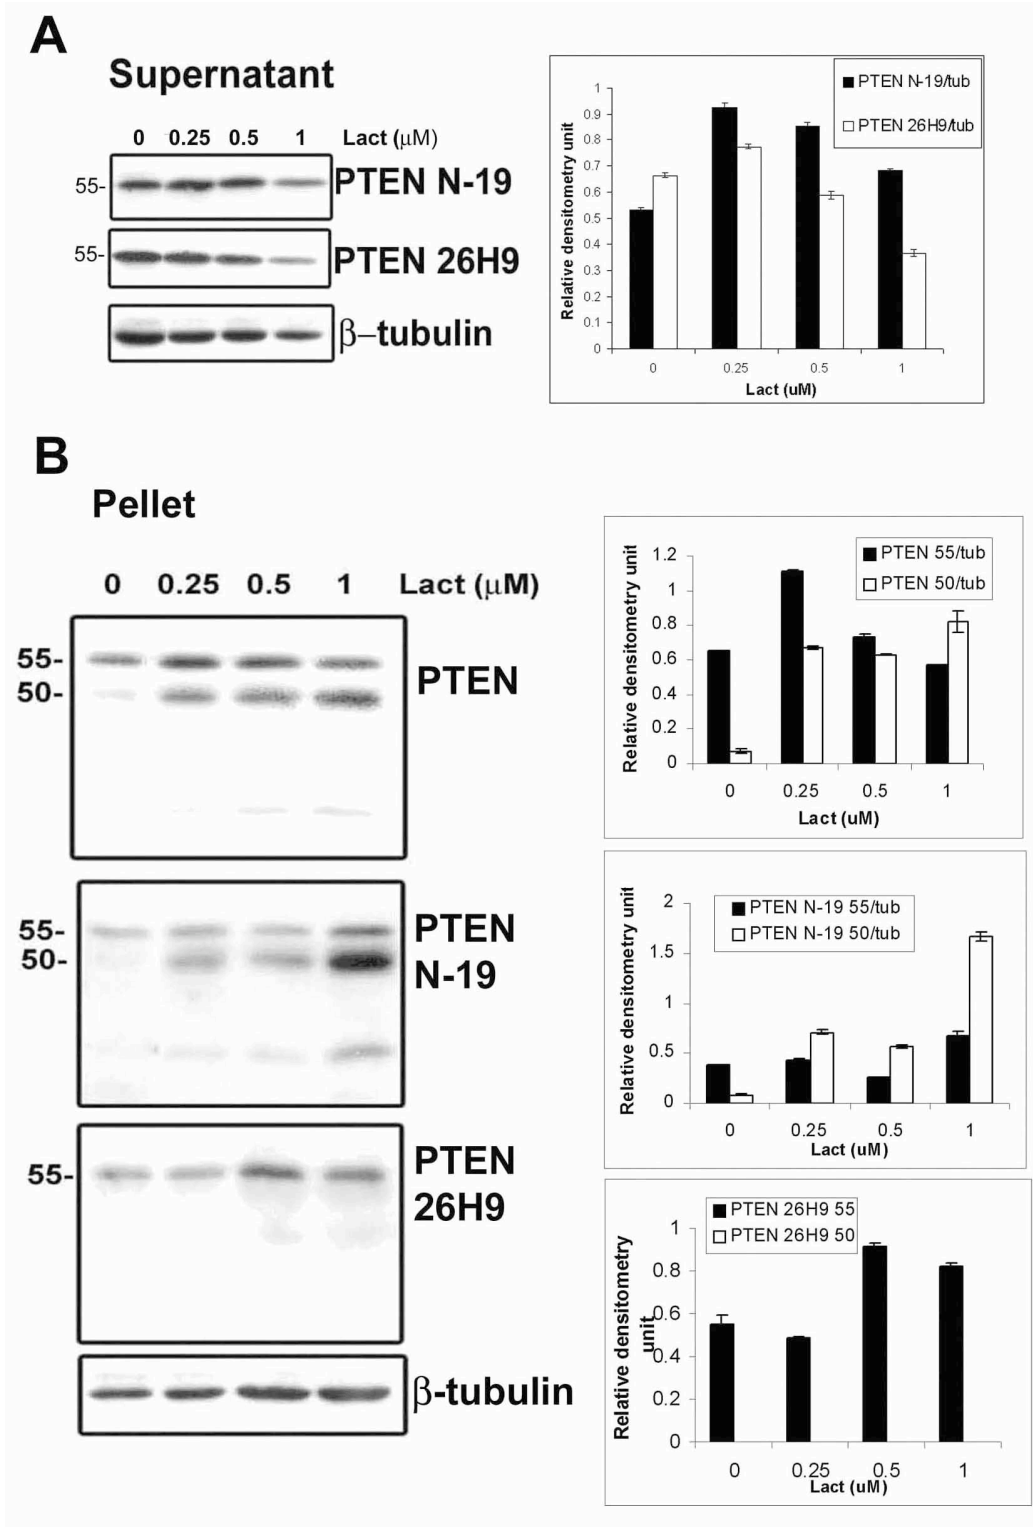 A
Supernatant
0 0.25 0.5 1 Lact (μM)
55- PTEN N-19
55- PTEN 26H9
β–tubulin
PTEN N-19/tub
PTEN 26H9/tub
Relative densitometry unit
1
0.9
0.8
0.7
0.6
0.5
0.4
0.3
0.2
0.1
0
0 0.25 0.5 1
Lact (uM)
B
Pellet
0 0.25 0.5 1 Lact (μM)
55-
50-
PTEN
55-
50-
PTEN
N-19
55-
PTEN
26H9
β-tubulin
PTEN 55/tub
PTEN 50/tub
Relative densitometry unit
1.2
1
0.8
0.6
0.4
0.2
0
0 0.25 0.5 1
Lact (uM)
PTEN N-19 55/tub
PTEN N-19 50/tub
Relative densitometry unit
2
1.5
1
0.5
0
0 0.25 0.5 1
Lact (uM)
PTEN 26H9 55
PTEN 26H9 50
Relative densitometry
unit
1
0.8
0.6
0.4
0.2
0
0 0.25 0.5 1
Lact (uM)